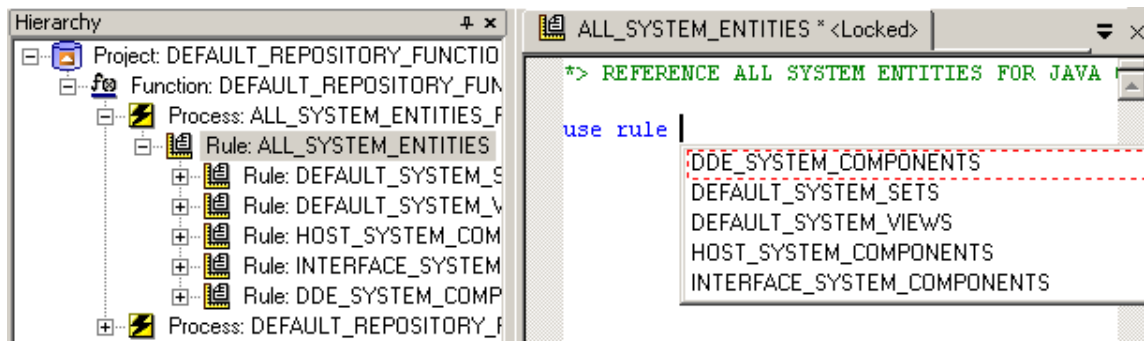 Hierarchy
Project: DEFAULT_REPOSITORY_FUNCTIO
Function: DEFAULT_REPOSITORY_FUN
Process: ALL_SYSTEM_ENTITIES_F
Rule: ALL_SYSTEM_ENTITIES
Rule: DEFAULT_SYSTEM_S
Rule: DEFAULT_SYSTEM_V
Rule: HOST_SYSTEM_COM
Rule: INTERFACE_SYSTEM
Rule: DDE_SYSTEM_COMP
Process: DEFAULT_REPOSITORY_F
ALL_SYSTEM_ENTITIES * <Locked>
*> REFERENCE ALL SYSTEM ENTITIES FOR JAVA
use rule
DDE_SYSTEM_COMPONENTS
DEFAULT_SYSTEM_SETS
DEFAULT_SYSTEM_VIEWS
HOST_SYSTEM_COMPONENTS
INTERFACE_SYSTEM_COMPONENTS